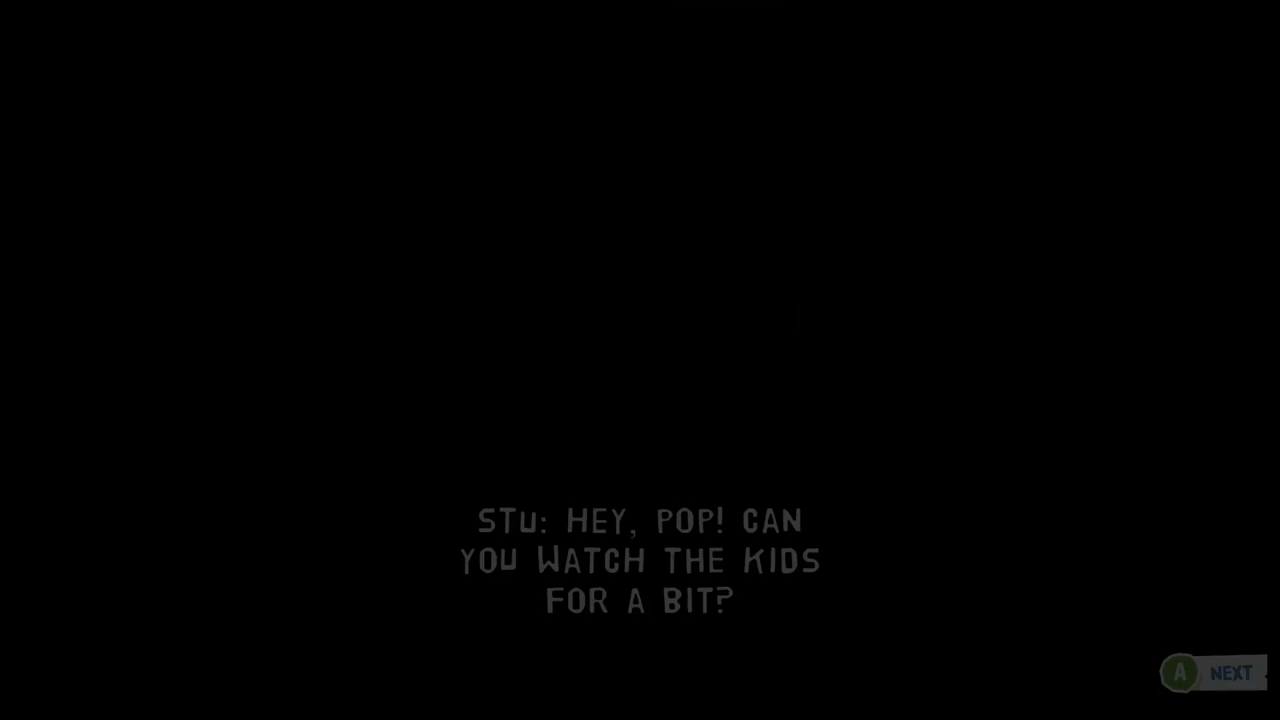 STU: HEY, POP! CAN
YOU WATCH THE KIDS
FOR A BIT?
A NEXT